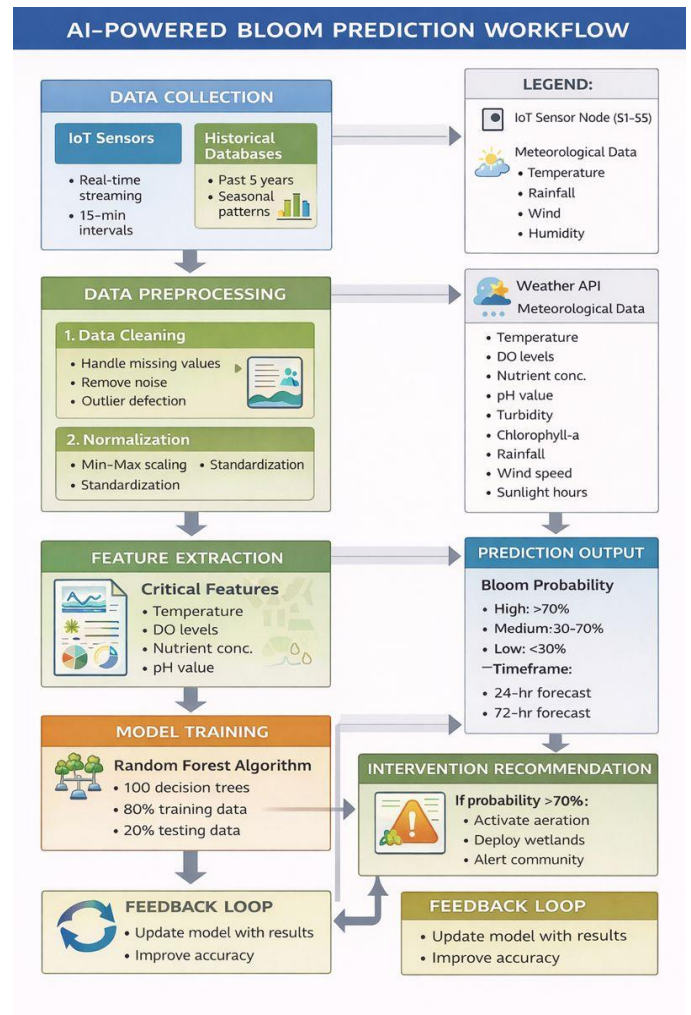 AI-POWERED BLOOM PREDICTION WORKFLOW
DATA COLLECTION
IoT Sensors
• Real-time
streaming
• 15-min
intervals
Historical
Databases
• Past 5 years
• Seasonal
patterns
LEGEND:
IoT Sensor Node (S1-S5)
Meteorological Data
• Temperature
• Rainfall
• Wind
• Humidity
DATA PREPROCESSING
1. Data Cleaning
• Handle missing values
• Remove noise
• Outlier defection
2. Normalization
• Min-Max scaling • Standardization
• Standardization
Weather API
Meteorological Data
• Temperature
• DO levels
• Nutrient conc.
• pH value
• Turbidity
• Chlorophyll-a
• Rainfall
• Wind speed
• Sunlight hours
FEATURE EXTRACTION
Critical Features
• Temperature
• DO levels
• Nutrient conc.
• pH value
PREDICTION OUTPUT
Bloom Probability
• High: >70%
• Medium:30-70%
• Low: <30%
—Timeframe:
• 24-hr forecast
• 72-hr forecast
MODEL TRAINING
Random Forest Algorithm
• 100 decision trees
• 80% training data
• 20% testing data
INTERVENTION RECOMMENDATION
If probability >70%:
• Activate aeration
• Deploy wetlands
• Alert community
FEEDBACK LOOP
• Update model with results
• Improve accuracy
FEEDBACK LOOP
• Update model with results
• Improve accuracy